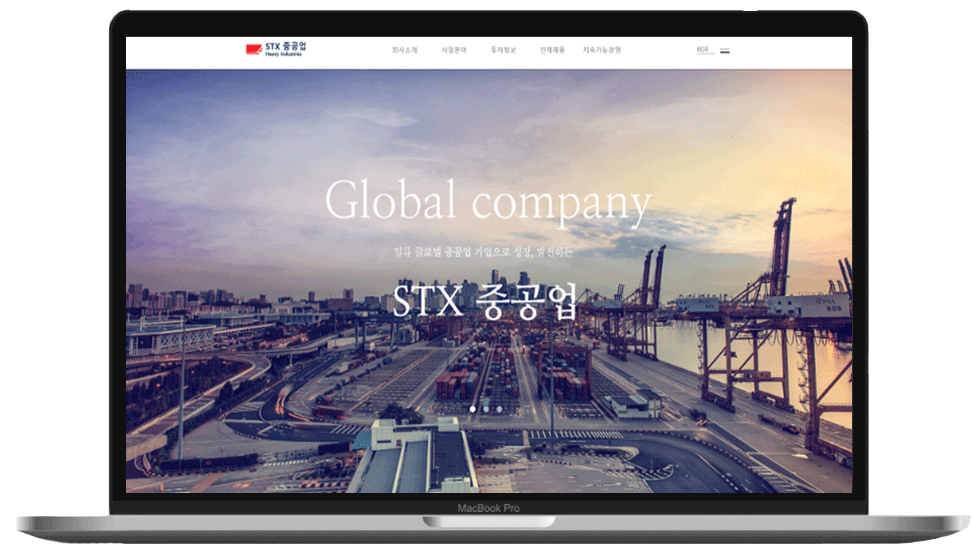 STX 중공업
Heavy Industries
회사소개 사업분야 투자정보 인재채용 지속가능경영
KOR
Global company
일류 글로벌 중공업 기업으로 성장, 발전하는
STX 중공업
606
MacBook Pro